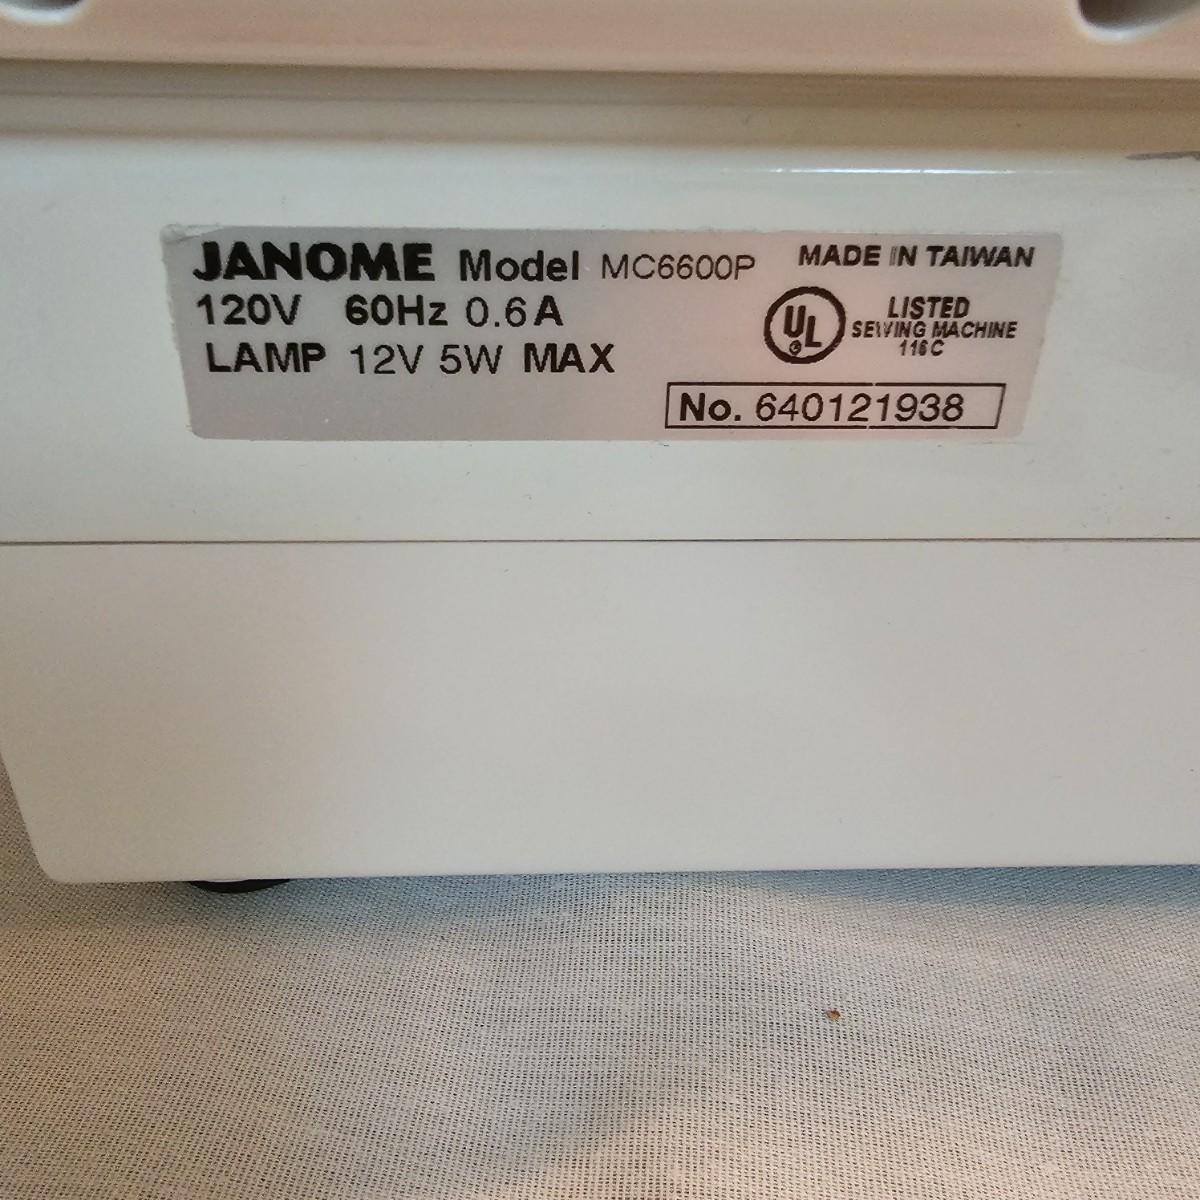 JANOME Model MC6600P MADE IN TAIWAN
120V 60Hz 0.6A
LAMP 12V 5W MAX
UL
LISTED
SEWING MACHINE
116C
No. 640121938